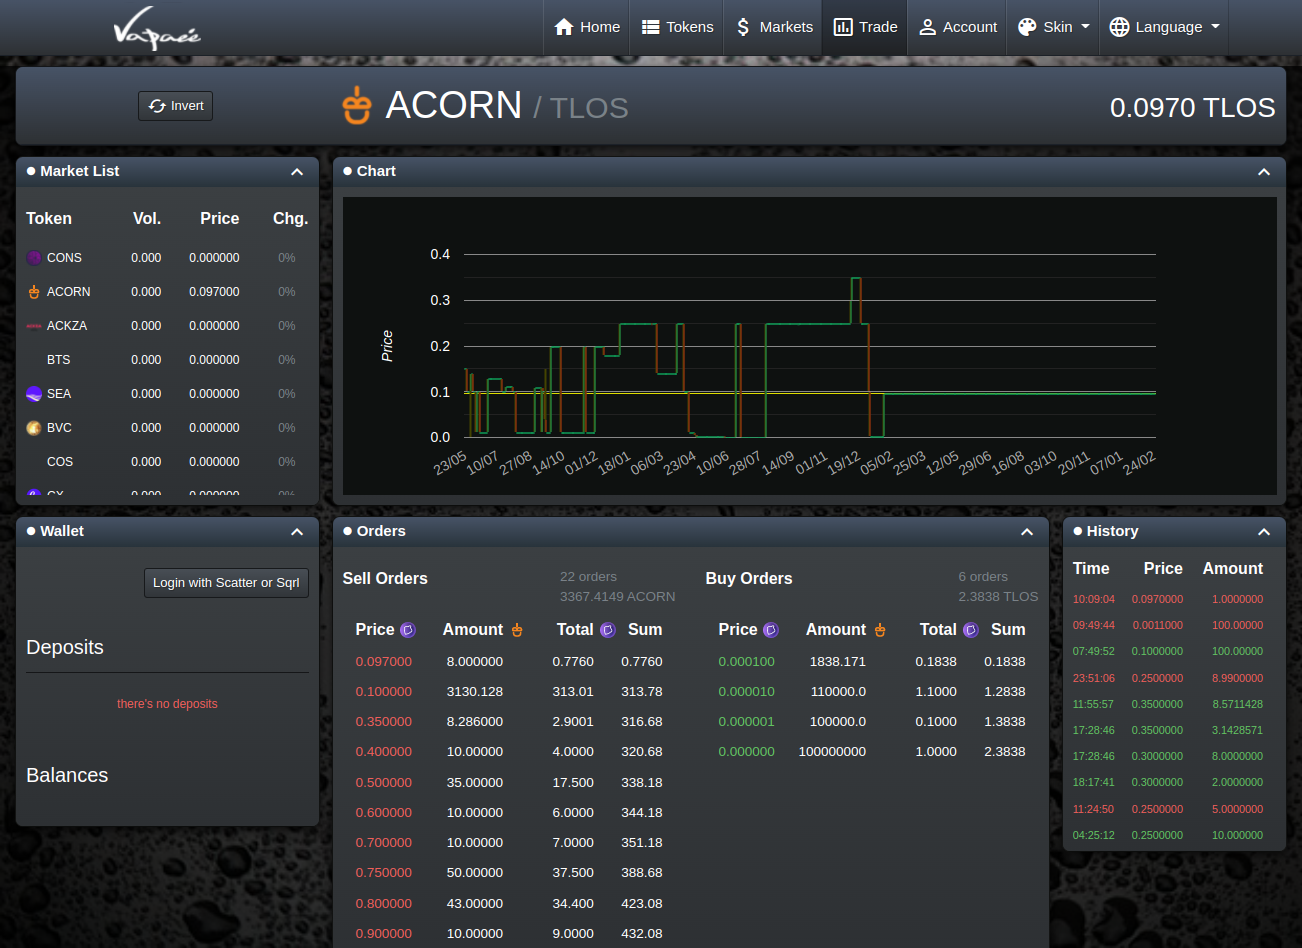 Vapaée
Home Tokens Markets Trade Account Skin Language
Invert
ACORN / TLOS
0.0970 TLOS
Market List
Token Vol. Price Chg.
CONS 0.000 0.000000 0%
ACORN 0.000 0.097000 0%
ACKZA 0.000 0.000000 0%
BTS 0.000 0.000000 0%
SEA 0.000 0.000000 0%
BVC 0.000 0.000000 0%
COS 0.000 0.000000 0%
CX 0.000 0.000000 0%
Chart
Price
0.4
0.3
0.2
0.1
0.0
23/05 10/07 27/08 14/10 01/12 18/01 06/03 23/04 10/06 28/07 14/09 01/11 19/12 05/02 25/03 12/05 29/06 16/08 03/10 20/11 07/01 24/02
Wallet
Login with Scatter or Sqrl
Deposits
there's no deposits
Balances
Orders
Sell Orders
22 orders
3367.4149 ACORN
Price Amount Total Sum
0.097000 8.000000 0.7760 0.7760
0.100000 3130.128 313.01 313.78
0.350000 8.286000 2.9001 316.68
0.400000 10.00000 4.0000 320.68
0.500000 35.00000 17.500 338.18
0.600000 10.00000 6.0000 344.18
0.700000 10.00000 7.0000 351.18
0.750000 50.00000 37.500 388.68
0.800000 43.00000 34.400 423.08
0.900000 10.00000 9.0000 432.08
Buy Orders
6 orders
2.3838 TLOS
Price Amount Total Sum
0.000100 1838.171 0.1838 0.1838
0.000010 110000.0 1.1000 1.2838
0.000001 100000.0 0.1000 1.3838
0.000000 100000000 1.0000 2.3838
History
Time Price Amount
10:09:04 0.0970000 1.0000000
09:49:44 0.0011000 100.00000
07:49:52 0.1000000 100.00000
23:51:06 0.2500000 8.9900000
11:55:57 0.3500000 8.5711428
17:28:46 0.3500000 3.1428571
17:28:46 0.3000000 8.0000000
18:17:41 0.3000000 2.0000000
11:24:50 0.2500000 5.0000000
04:25:12 0.2500000 10.000000